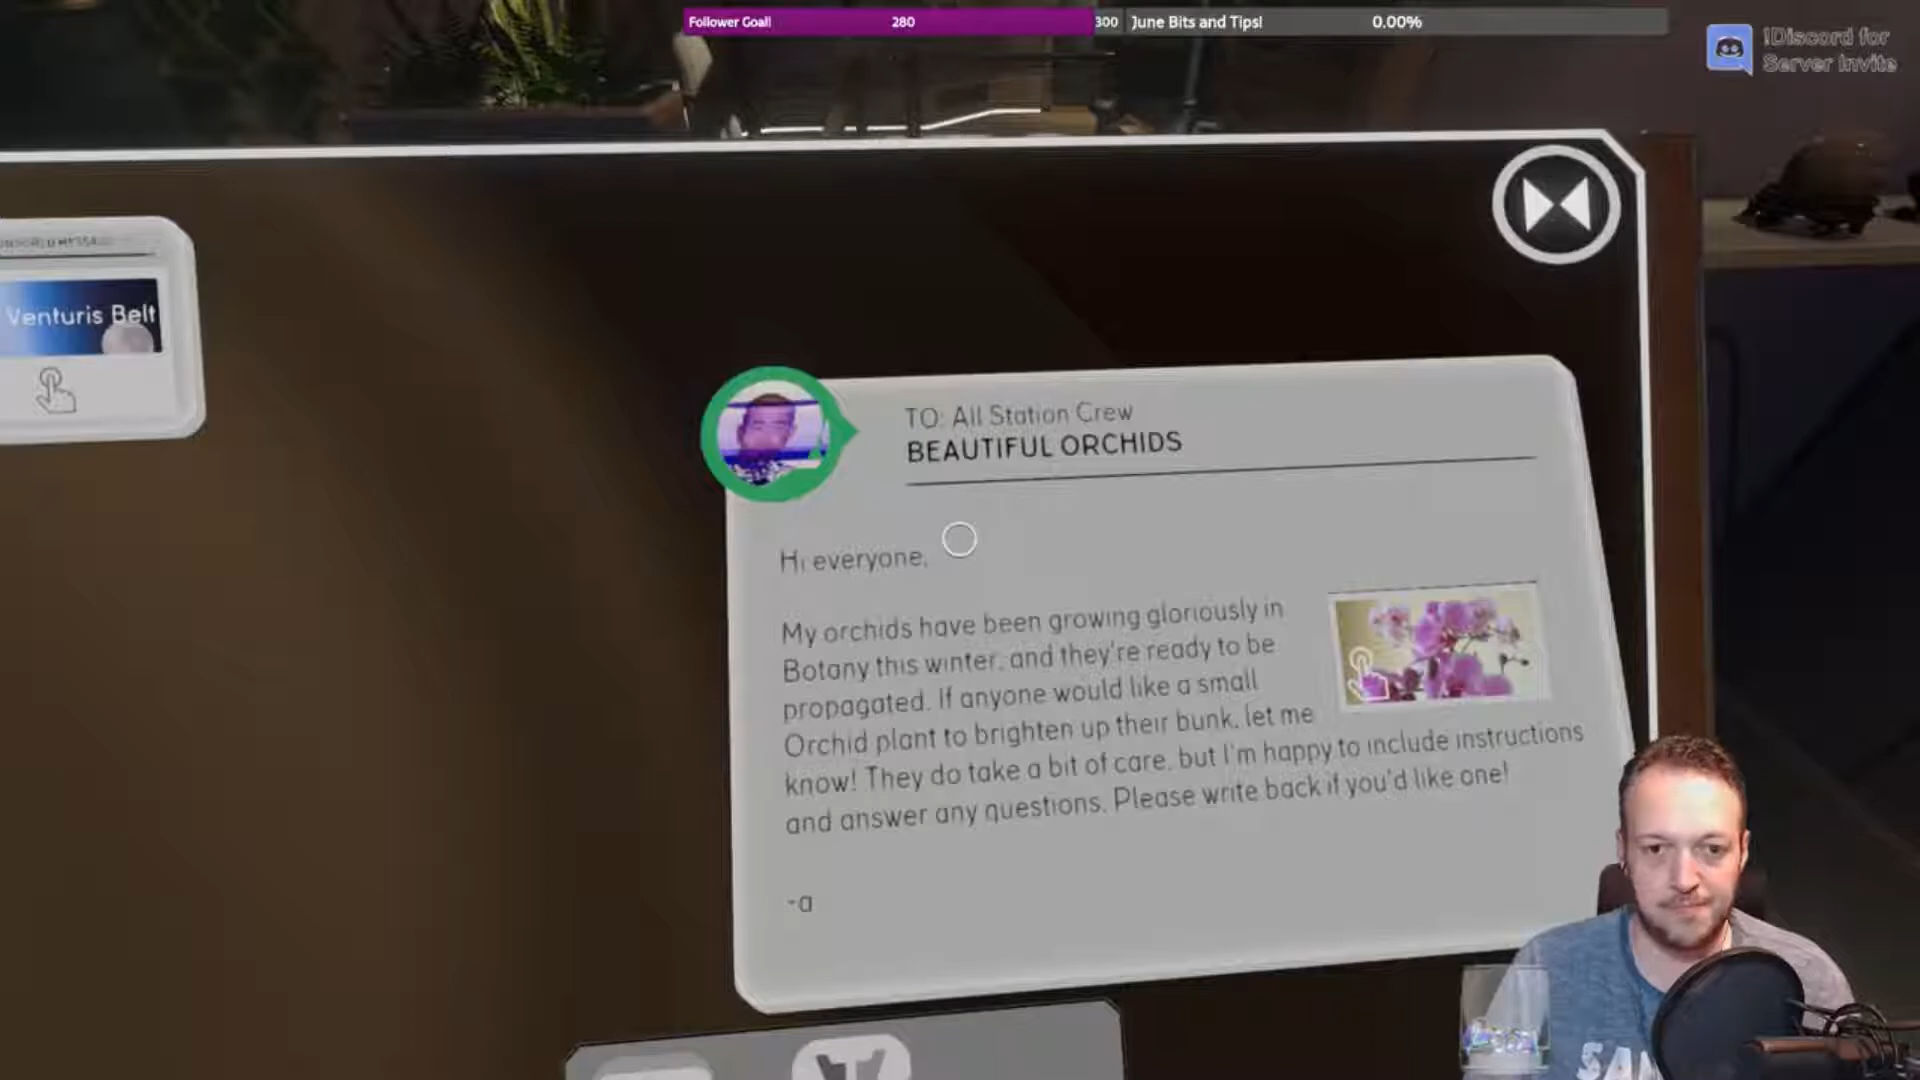 Follower Goal!
280
300
June Bits and Tips!
0.00%
!Discord for
Server Invite
Venturis Belt
TO: All Station Crew
BEAUTIFUL ORCHIDS
Hi everyone,
My orchids have been growing gloriously in
Botany this winter, and they're ready to be
propagated. If anyone would like a small
Orchid plant to brighten up their bunk, let me
know! They do take a bit of care, but I'm happy to include instructions
and answer any questions. Please write back if you'd like one!
-a